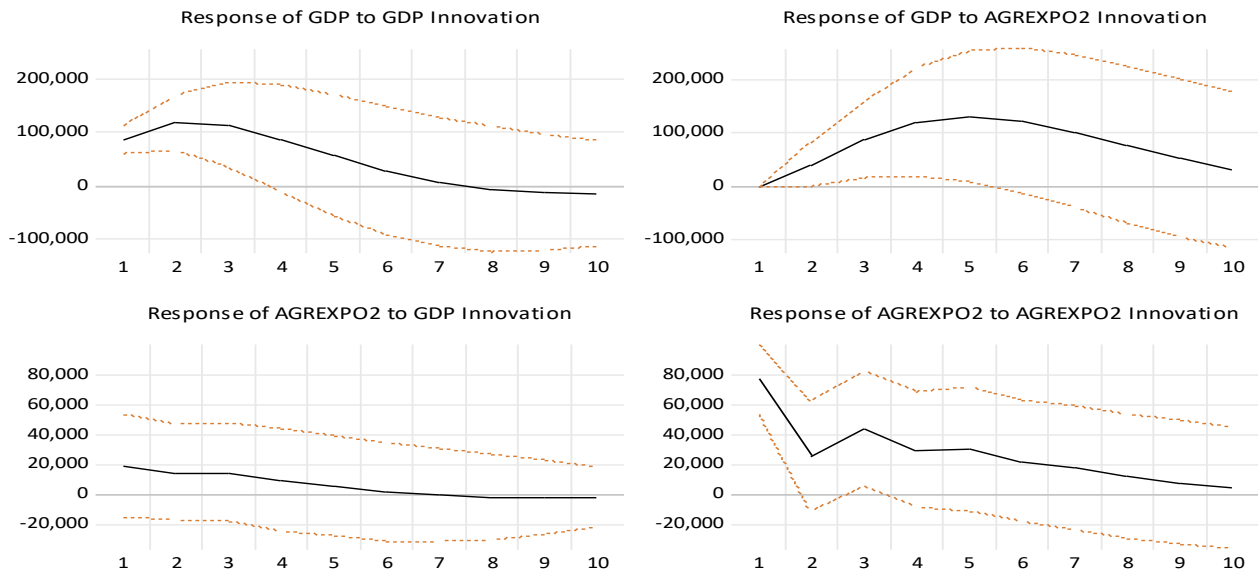 Response of GDP to GDP Innovation
200,000
100,000
0
-100,000
1 2 3 4 5 6 7 8 9 10
Response of GDP to AGREXPO2 Innovation
200,000
100,000
0
-100,000
1 2 3 4 5 6 7 8 9 10
Response of AGREXPO2 to GDP Innovation
80,000
60,000
40,000
20,000
0
-20,000
1 2 3 4 5 6 7 8 9 10
Response of AGREXPO2 to AGREXPO2 Innovation
80,000
60,000
40,000
20,000
0
-20,000
1 2 3 4 5 6 7 8 9 10